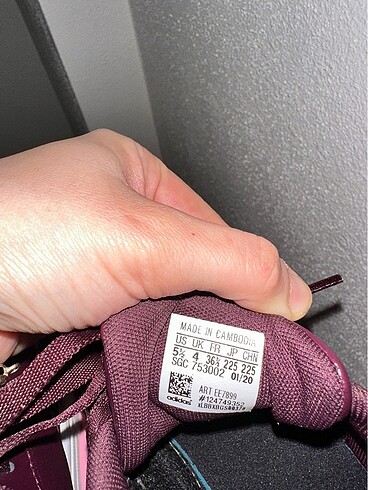 MADE IN CAMBODIA
US UK FR JP CHN
5½ 4 36⅔ 225 225
SGC 753002 01/20
ART EE7899
#124749352
adidas